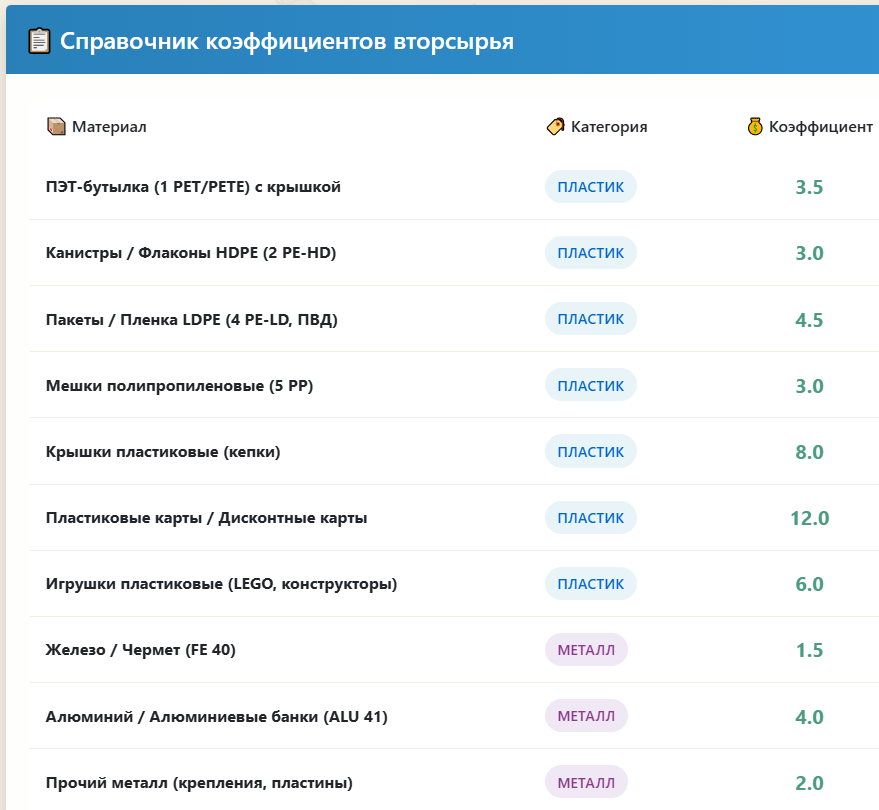 Справочник коэффициентов вторсырья
Материал Категория Коэффициент
ПЭТ-бутылка (1 PET/PETE) с крышкой ПЛАСТИК 3.5
Канистры / Флаконы HDPE (2 PE-HD) ПЛАСТИК 3.0
Пакеты / Пленка LDPE (4 PE-LD, ПВД) ПЛАСТИК 4.5
Мешки полипропиленовые (5 PP) ПЛАСТИК 3.0
Крышки пластиковые (кепки) ПЛАСТИК 8.0
Пластиковые карты / Дисконтные карты ПЛАСТИК 12.0
Игрушки пластиковые (LEGO, конструкторы) ПЛАСТИК 6.0
Железо / Чермет (FE 40) МЕТАЛЛ 1.5
Алюминий / Алюминиевые банки (ALU 41) МЕТАЛЛ 4.0
Прочий металл (крепления, пластины) МЕТАЛЛ 2.0